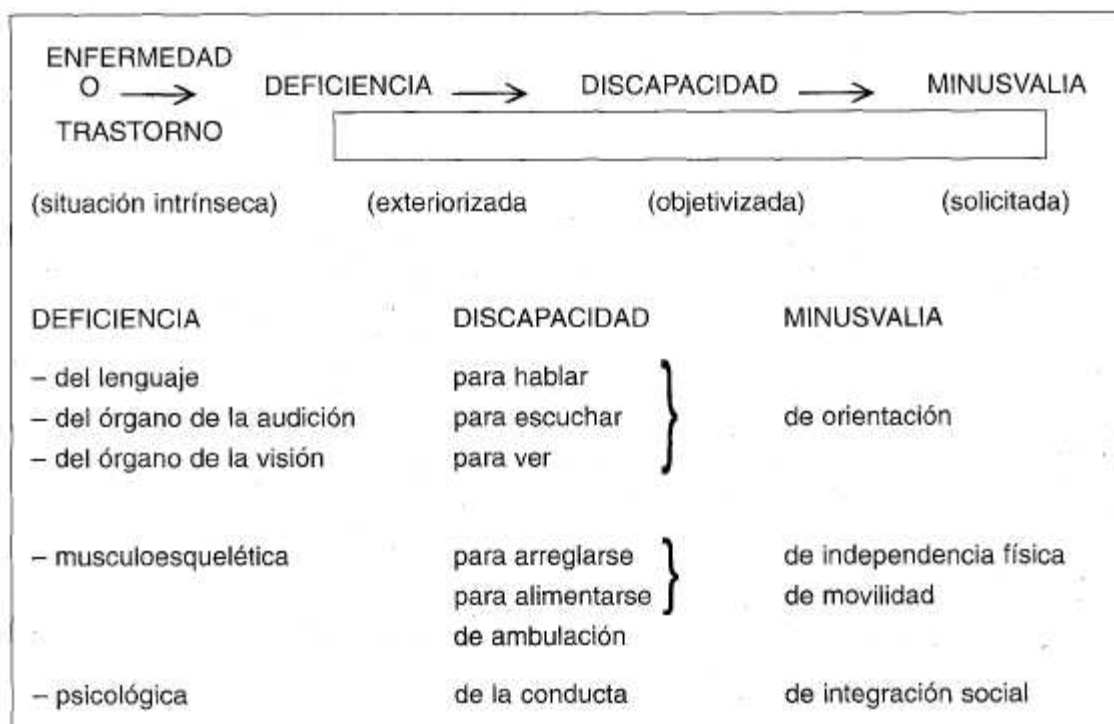 ENFERMEDAD
O → DEFICIENCIA → DISCAPACIDAD → MINUSVALIA
TRASTORNO
(situación intrínseca) (exteriorizada (objetivizada) (solicitada)
DEFICIENCIA DISCAPACIDAD MINUSVALIA
– del lenguaje para hablar
– del órgano de la audición para escuchar de orientación
– del órgano de la visión para ver
– musculoesquelética para arreglarse de independencia física
para alimentarse de movilidad
de ambulación
– psicológica de la conducta de integración social